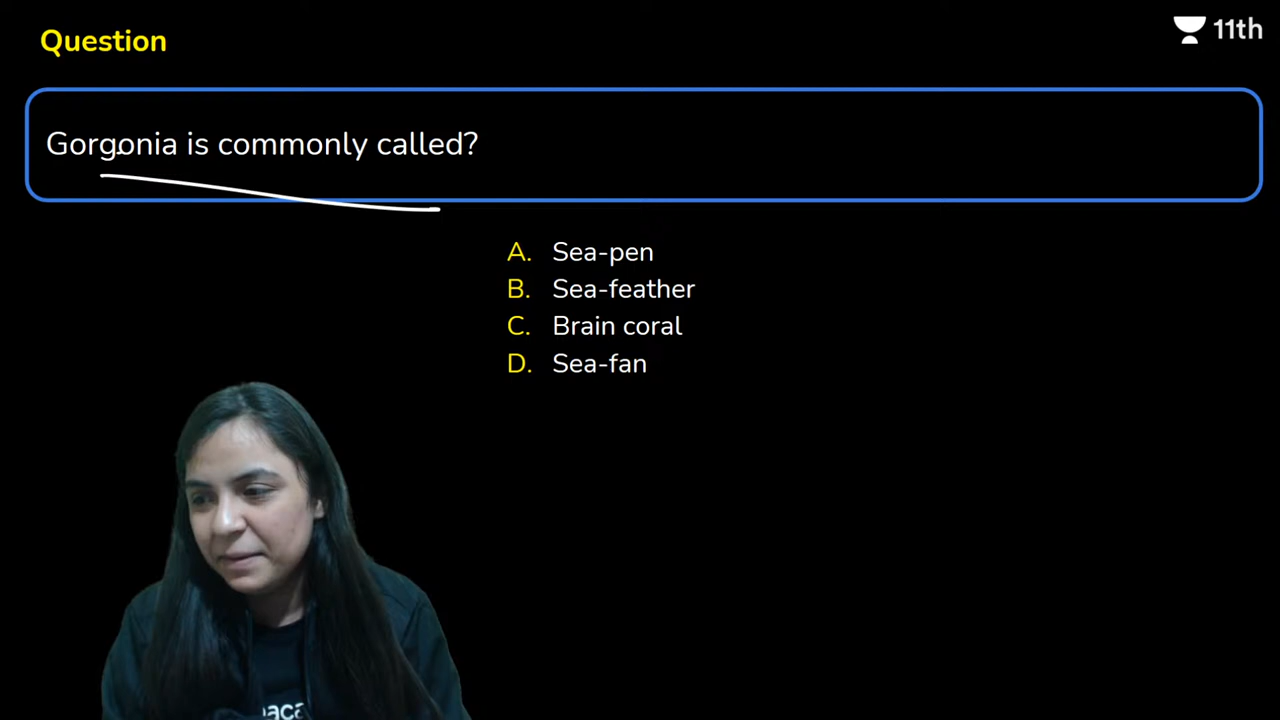 Question
11th
Gorgonia is commonly called?
A. Sea-pen
B. Sea-feather
C. Brain coral
D. Sea-fan